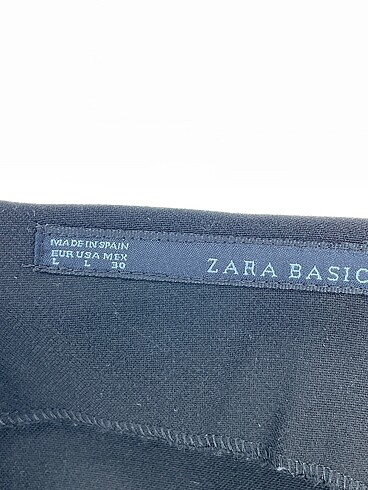 MADE IN SPAIN
EUR USA MEX
L L 30
ZARA BASIC